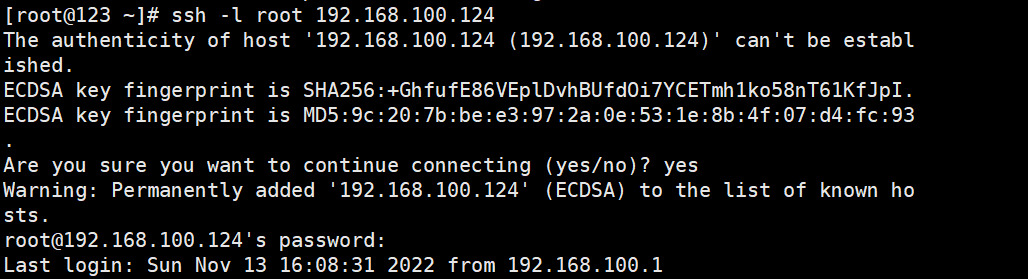 [root@123 ~]# ssh -l root 192.168.100.124
The authenticity of host '192.168.100.124 (192.168.100.124)' can't be establ
ished.
ECDSA key fingerprint is SHA256:+GhfufE86VEplDvhBUfdOi7YCETmh1ko58nT61KfJpI.
ECDSA key fingerprint is MD5:9c:20:7b:be:e3:97:2a:0e:53:1e:8b:4f:07:d4:fc:93
.
Are you sure you want to continue connecting (yes/no)? yes
Warning: Permanently added '192.168.100.124' (ECDSA) to the list of known ho
sts.
root@192.168.100.124's password:
Last login: Sun Nov 13 16:08:31 2022 from 192.168.100.1